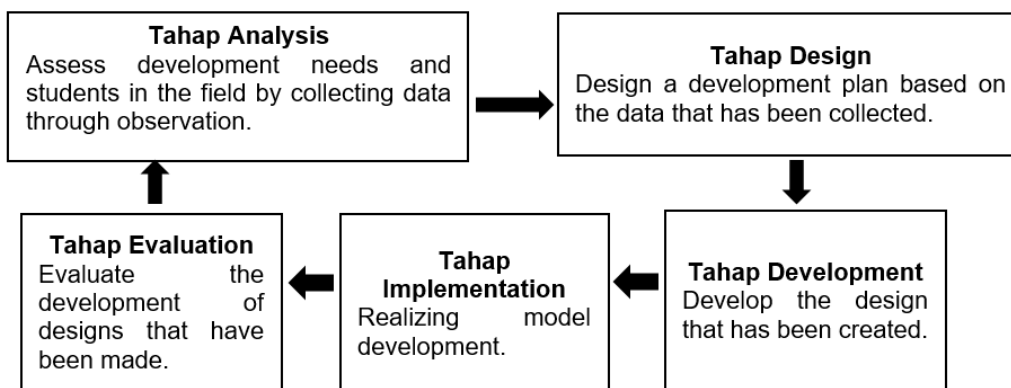 Tahap Analysis
Assess development needs and
students in the field by collecting data
through observation.
Tahap Design
Design a development plan based on
the data that has been collected.
Tahap Development
Develop the design
that has been created.
Tahap
Implementation
Realizing model
development.
Tahap Evaluation
Evaluate the
development of
designs that have
been made.